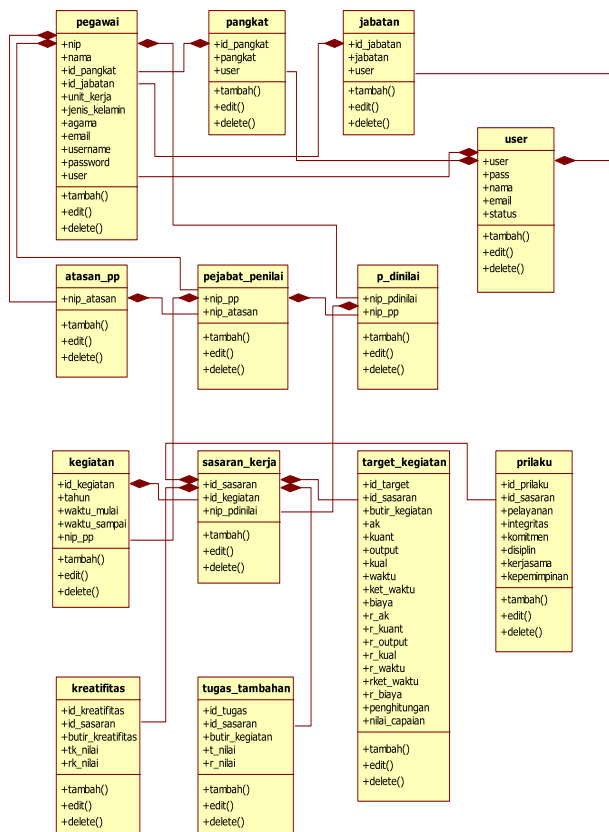 pegawai
+nip
+nama
+id_pangkat
+id_jabatan
+unit_kerja
+jenis_kelamin
+agama
+email
+username
+password
+user
+tambah()
+edit()
+delete()
pangkat
+id_pangkat
+pangkat
+user
+tambah()
+edit()
+delete()
jabatan
+id_jabatan
+jabatan
+user
+tambah()
+edit()
+delete()
user
+user
+pass
+nama
+email
+status
+tambah()
+edit()
+delete()
atasan_pp
+nip_atasan
+tambah()
+edit()
+delete()
pejabat_penilai
+nip_pp
+nip_atasan
+tambah()
+edit()
+delete()
p_dinilai
+nip_pdinilai
+nip_pp
+tambah()
+edit()
+delete()
kegiatan
+id_kegiatan
+tahun
+waktu_mulai
+waktu_sampai
+nip_pp
+tambah()
+edit()
+delete()
sasaran_kerja
+id_sasaran
+id_kegiatan
+nip_pdinilai
+tambah()
+edit()
+delete()
target_kegiatan
+id_target
+id_sasaran
+butir_kegiatan
+ak
+kuant
+output
+kual
+waktu
+ket_waktu
+biaya
+r_ak
+r_kuant
+r_output
+r_kual
+r_waktu
+rket_waktu
+r_biaya
+penghitungan
+nilai_capaian
+tambah()
+edit()
+delete()
prilaku
+id_prilaku
+id_sasaran
+pelayanan
+integritas
+komitmen
+disiplin
+kerjasama
+kepemimpinan
+tambah()
+edit()
+delete()
kreatifitas
+id_kreatifitas
+id_sasaran
+butir_kreatifitas
+tk_nilai
+rk_nilai
+tambah()
+edit()
+delete()
tugas_tambahan
+id_tugas
+id_sasaran
+butir_kegiatan
+t_nilai
+r_nilai
+tambah()
+edit()
+delete()